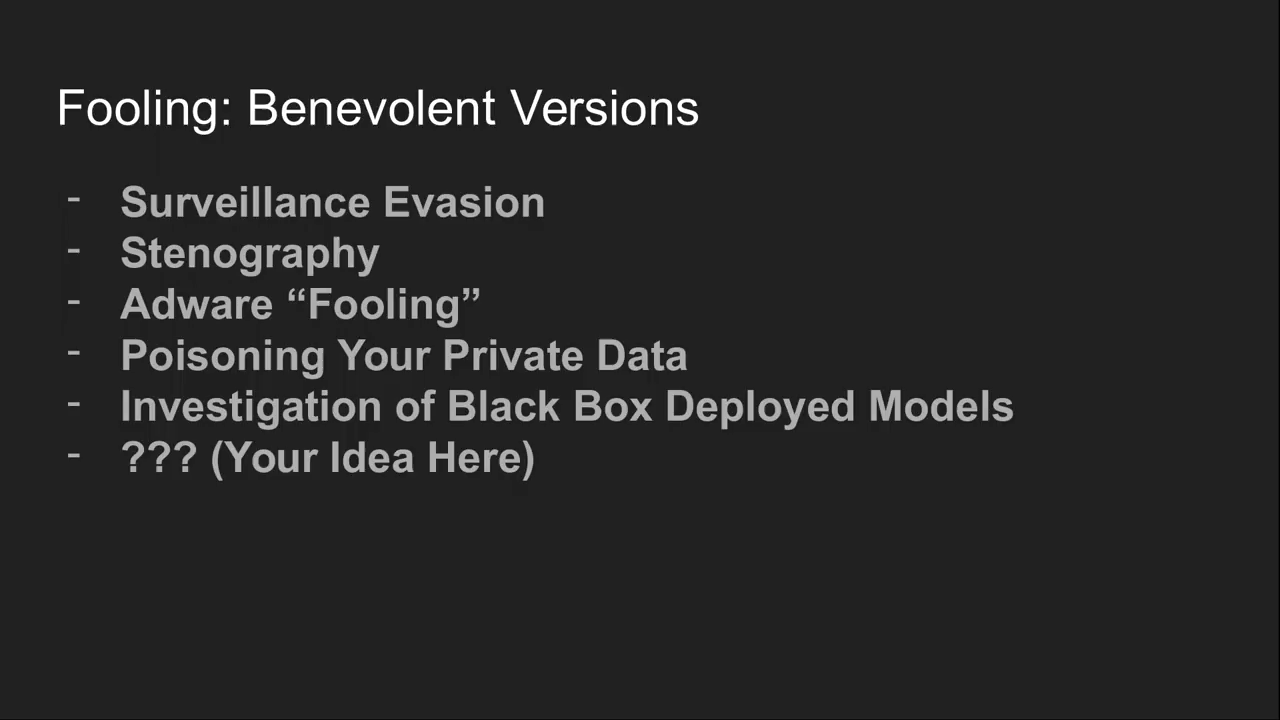 Fooling: Benevolent Versions
- Surveillance Evasion
- Stenography
- Adware “Fooling”
- Poisoning Your Private Data
- Investigation of Black Box Deployed Models
- ??? (Your Idea Here)